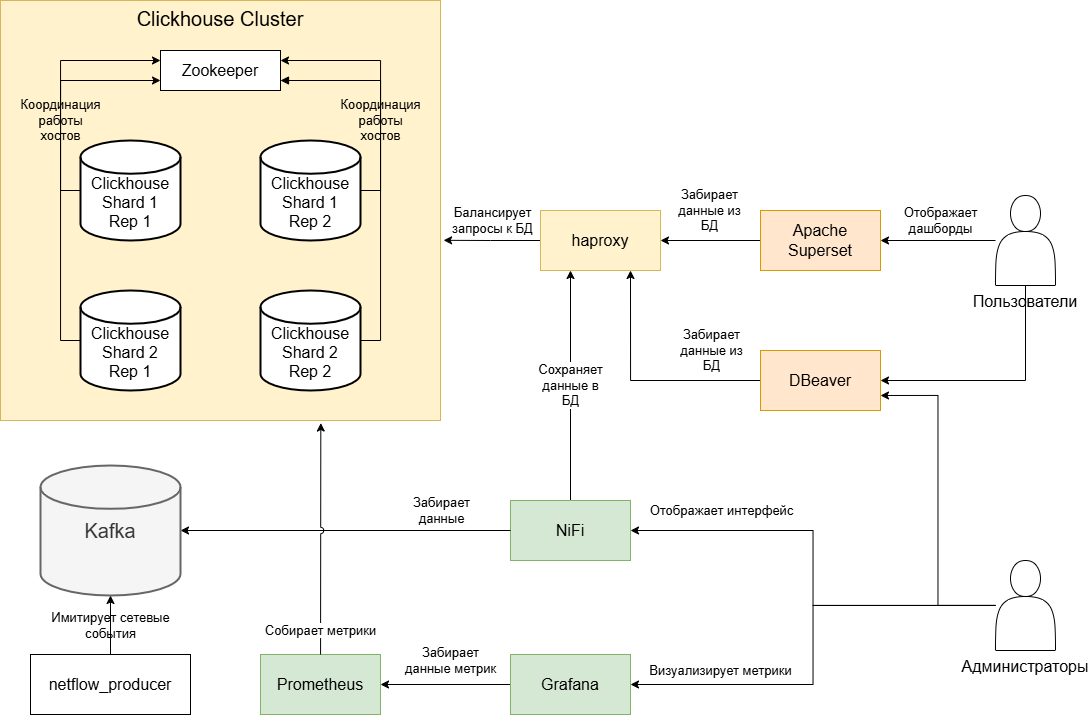 Clickhouse Cluster
Zookeeper
Координация
работы
хостов
Координация
работы
хостов
Clickhouse
Shard 1
Rep 1
Clickhouse
Shard 1
Rep 2
Clickhouse
Shard 2
Rep 1
Clickhouse
Shard 2
Rep 2
Балансирует
запросы к БД
haproxy
Забирает
данные из
БД
Apache
Superset
Отображает
дашборды
Пользователи
Забирает
данные из
БД
DBeaver
Сохраняет
данные в
БД
Kafka
Забирает
данные
NiFi
Отображает интерфейс
Имитирует сетевые
события
netflow_producer
Собирает метрики
Prometheus
Забирает
данные метрик
Grafana
Визуализирует метрики
Администраторы